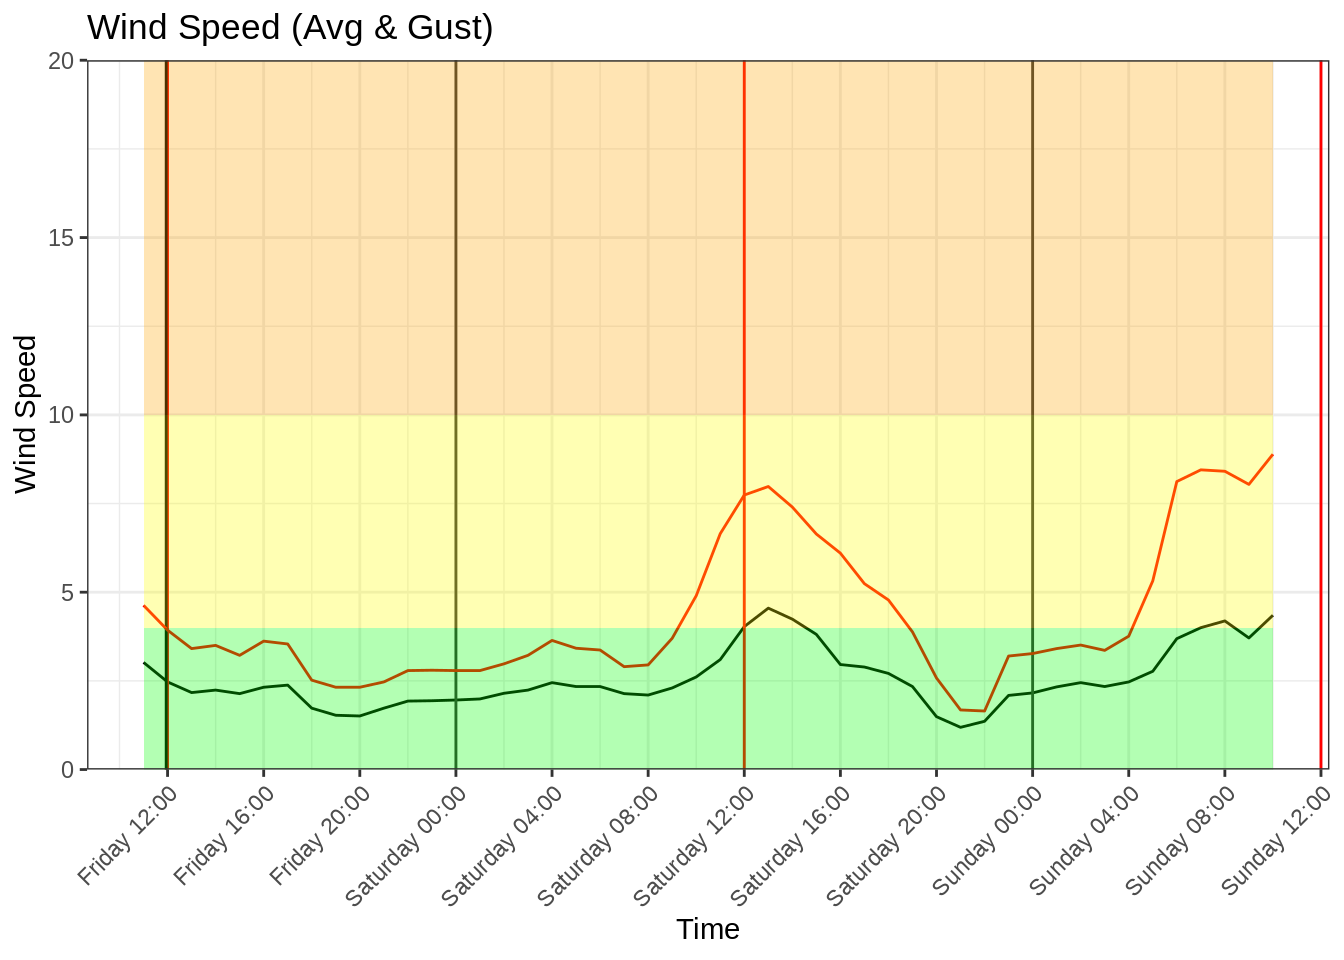 Wind Speed (Avg & Gust)
20
15
10
5
0
Wind Speed
Friday 12:00
Friday 16:00
Friday 20:00
Saturday 00:00
Saturday 04:00
Saturday 08:00
Saturday 12:00
Saturday 16:00
Saturday 20:00
Sunday 00:00
Sunday 04:00
Sunday 08:00
Sunday 12:00
Time